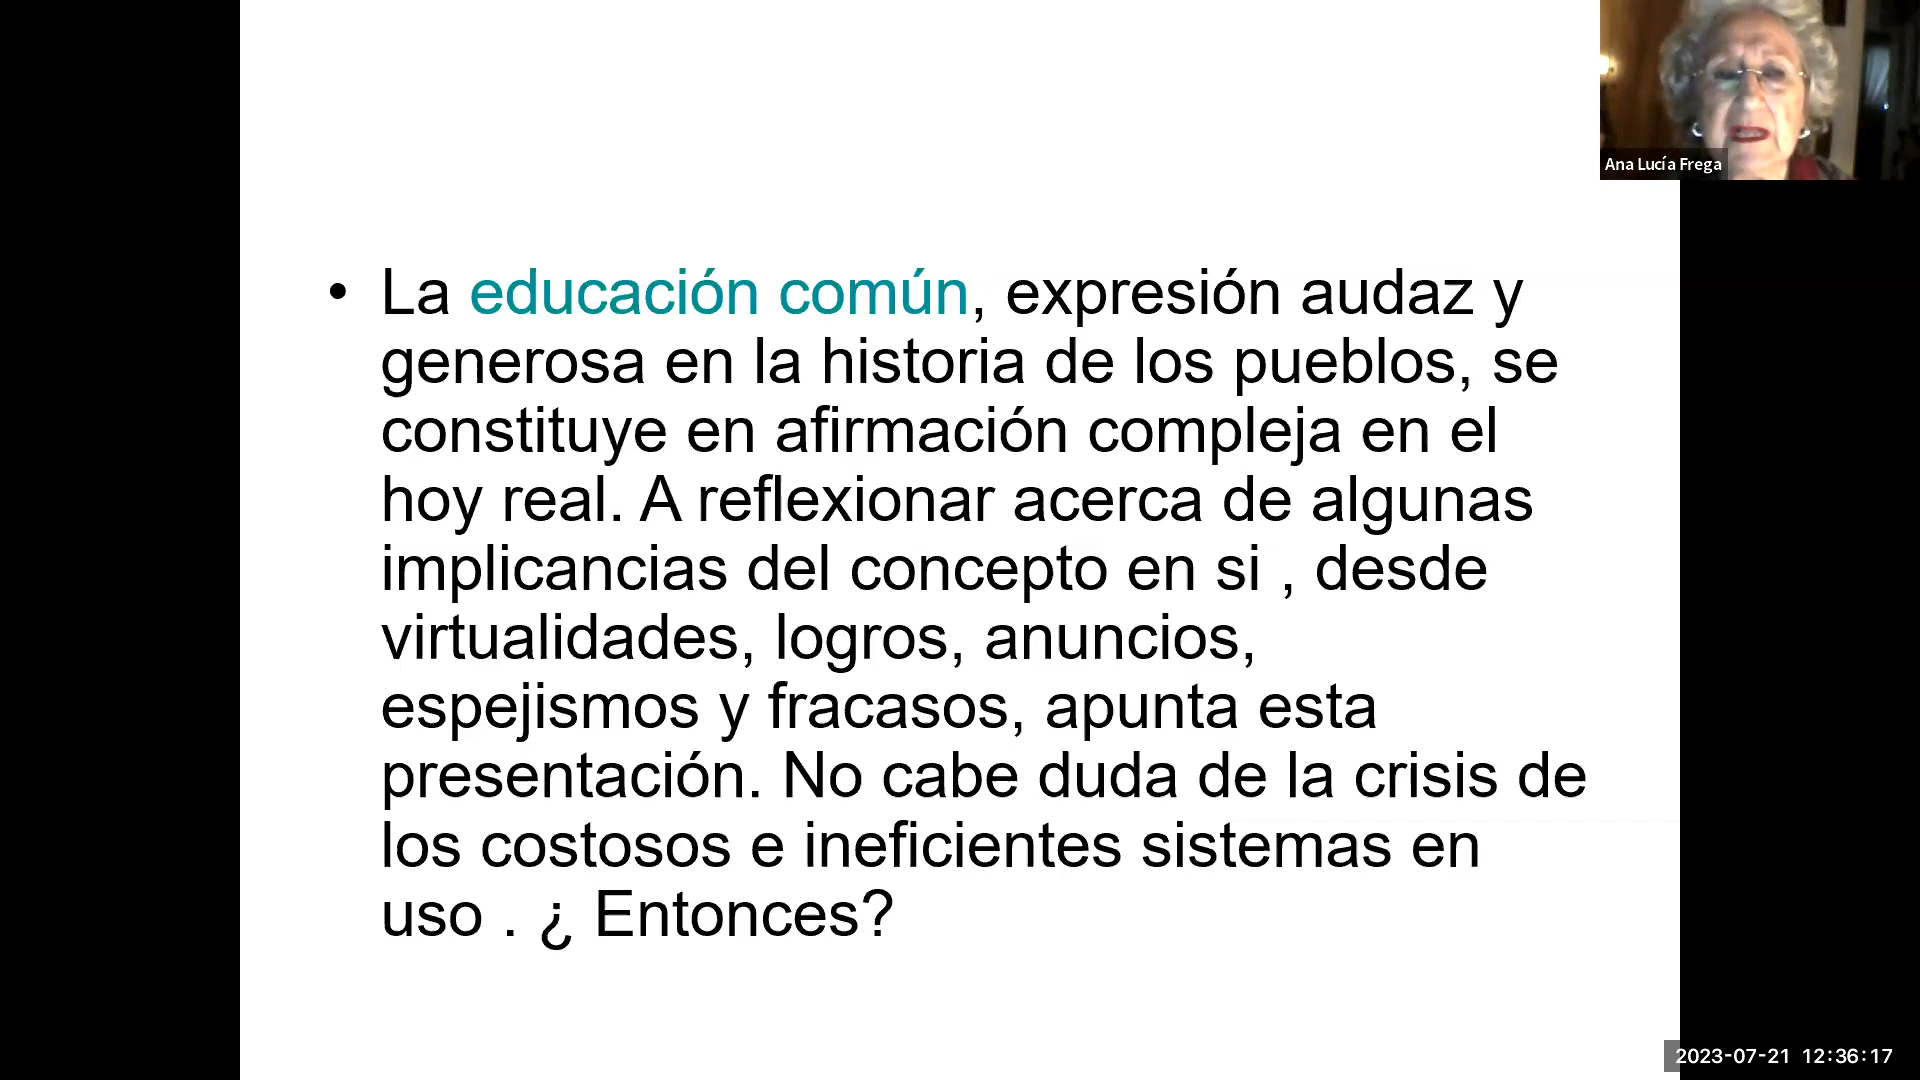 Ana Lucía Frega
• La educación común, expresión audaz y
generosa en la historia de los pueblos, se
constituye en afirmación compleja en el
hoy real. A reflexionar acerca de algunas
implicancias del concepto en si , desde
virtualidades, logros, anuncios,
espejismos y fracasos, apunta esta
presentación. No cabe duda de la crisis de
los costosos e ineficientes sistemas en
uso . ¿ Entonces?
2023-07-21 12:36:17